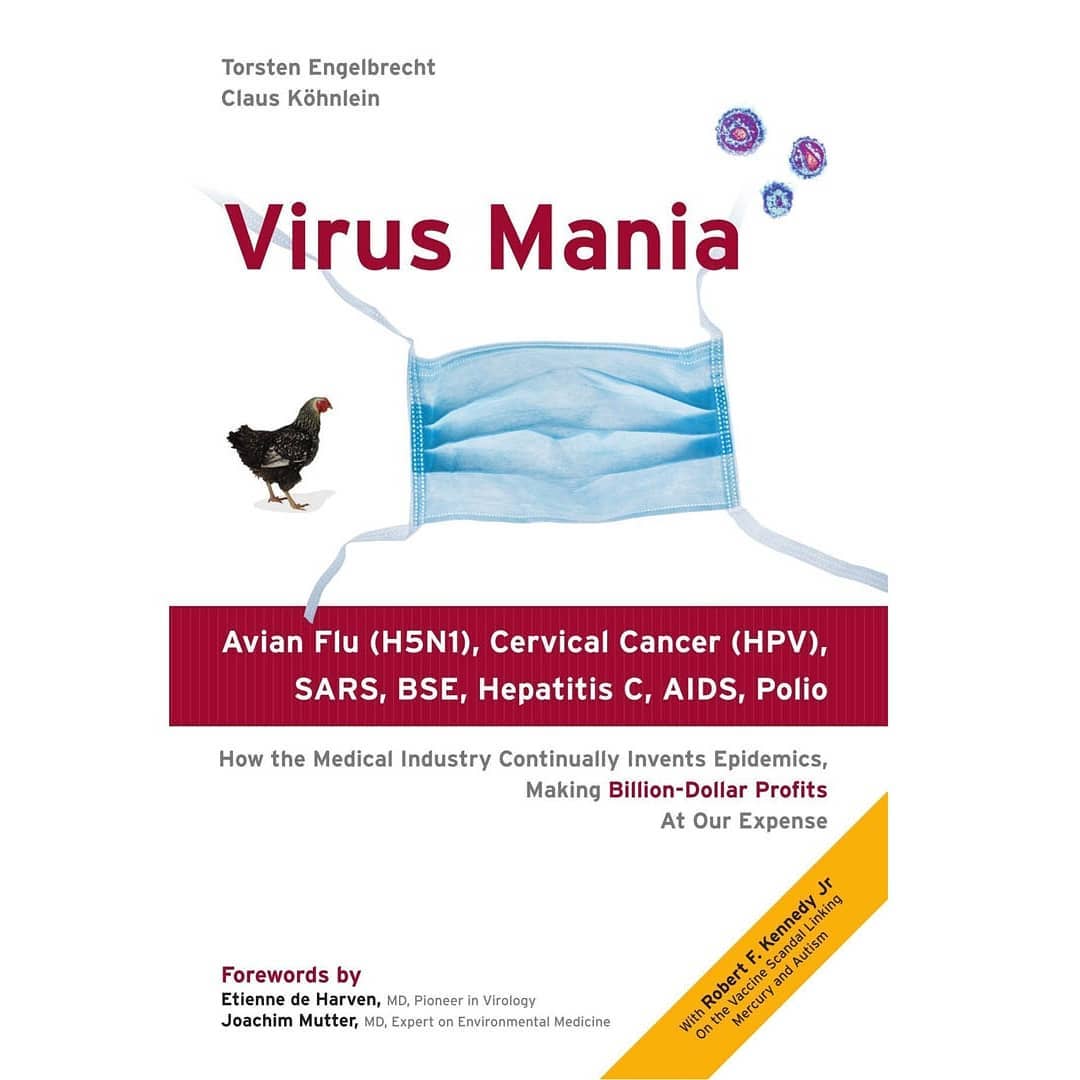 Torsten Engelbrecht
Claus Köhnlein
Virus Mania
Avian Flu (H5N1), Cervical Cancer (HPV),
SARS, BSE, Hepatitis C, AIDS, Polio
How the Medical Industry Continually Invents Epidemics,
Making Billion-Dollar Profits
At Our Expense
With Robert F. Kennedy Jr
On the Vaccine Scandal Linking
Mercury and Autism
Forewords by
Etienne de Harven, MD, Pioneer in Virology
Joachim Mutter, MD, Expert on Environmental Medicine